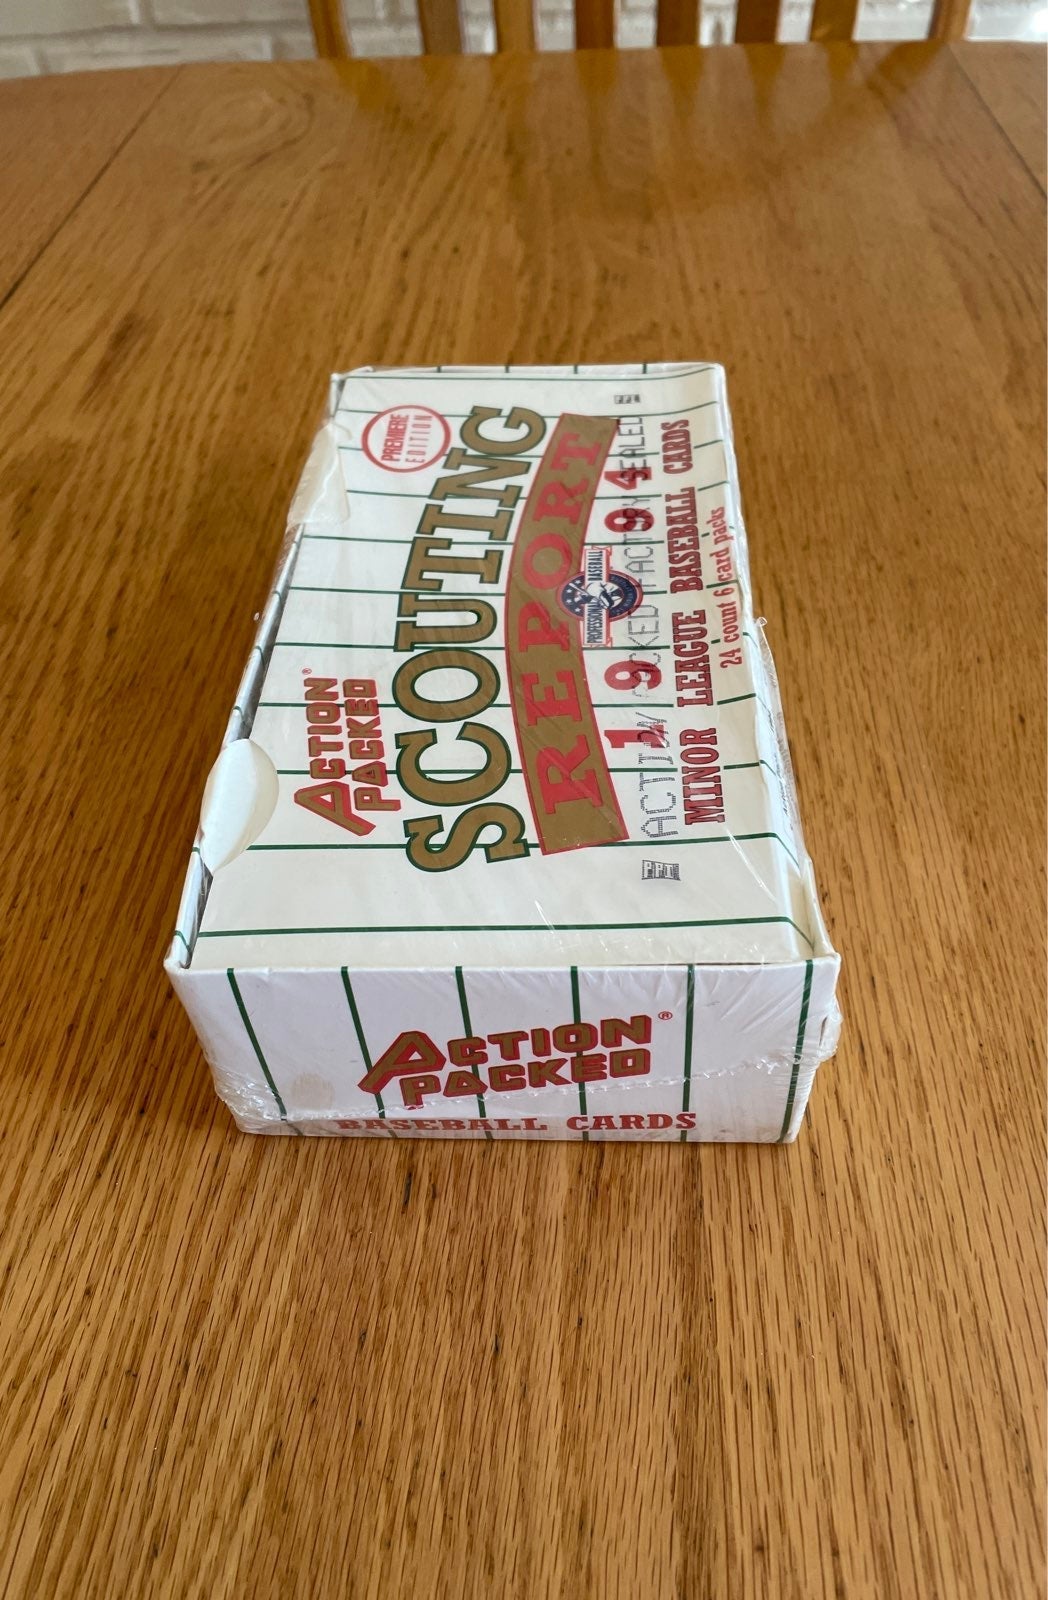 PREMIERE
EDITION
ACTION
PACKED®
SCOUTING
REPORT
PROFESSIONAL BASEBALL
1994
ACTION PACKED FACTORY SEALED
MINOR LEAGUE BASEBALL CARDS
24 count 6 card packs
ACTION
PACKED®
BASEBALL CARDS